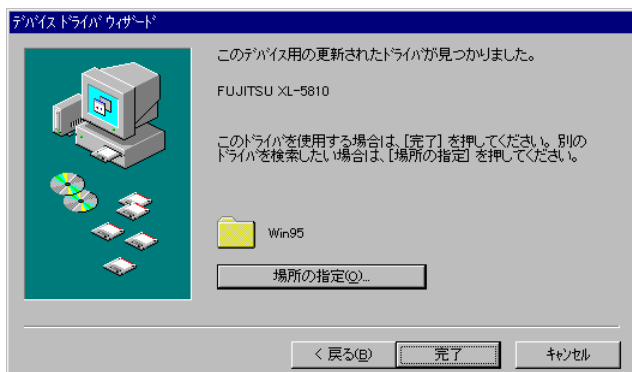 ﾃﾞﾊﾞｲｽ ﾄﾞﾗｲﾊﾞ ｳｨｻﾞｰﾄﾞ
このﾃﾞﾊﾞｲｽ用の更新されたﾄﾞﾗｲﾊﾞが見つかりました。
FUJITSU XL-5810
このﾄﾞﾗｲﾊﾞを使用する場合は、[完了] を押してください。別の
ﾄﾞﾗｲﾊﾞを検索したい場合は、[場所の指定] を押してください。
Win95
場所の指定(O)...
< 戻る(B)
完了
ｷｬﾝｾﾙ